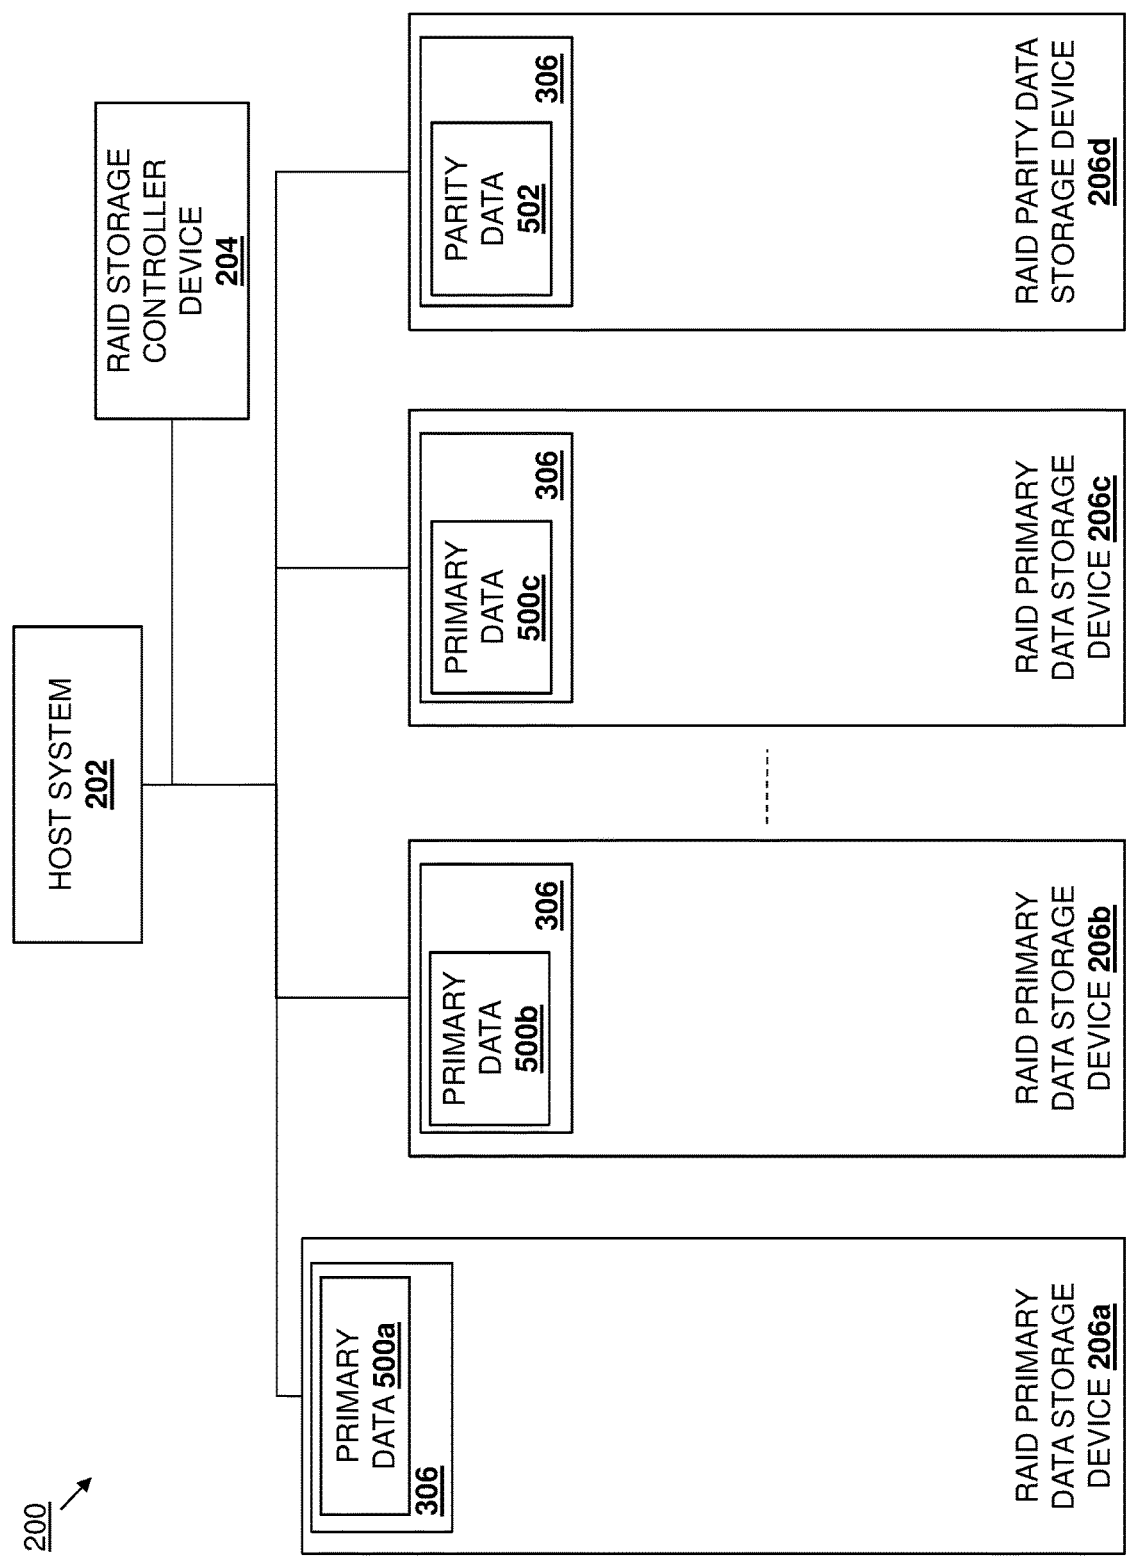 200
HOST SYSTEM
202
RAID STORAGE
CONTROLLER
DEVICE
204
PRIMARY
DATA 500a
306
RAID PRIMARY
DATA STORAGE
DEVICE 206a
PRIMARY
DATA
500b
306
RAID PRIMARY
DATA STORAGE
DEVICE 206b
PRIMARY
DATA
500c
306
RAID PRIMARY
DATA STORAGE
DEVICE 206c
PARITY
DATA
502
306
RAID PARITY DATA
STORAGE DEVICE
206d